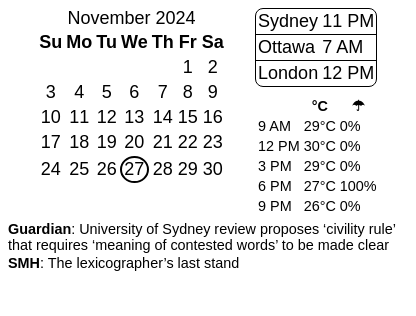 November 2024
Su Mo Tu We Th Fr Sa
1 2
3 4 5 6 7 8 9
10 11 12 13 14 15 16
17 18 19 20 21 22 23
24 25 26 27 28 29 30
Sydney 11 PM
Ottawa 7 AM
London 12 PM
°C ☂
9 AM 29°C 0%
12 PM 30°C 0%
3 PM 29°C 0%
6 PM 27°C 100%
9 PM 26°C 0%
Guardian: University of Sydney review proposes ‘civility rule’
that requires ‘meaning of contested words’ to be made clear
SMH: The lexicographer’s last stand